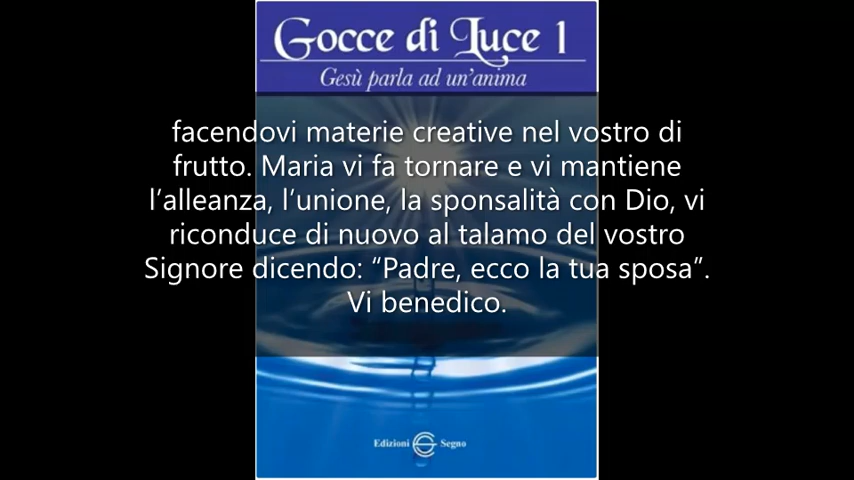 Gocce di Luce 1
Gesù parla ad un'anima
facendovi materie creative nel vostro di
frutto. Maria vi fa tornare e vi mantiene
l'alleanza, l'unione, la sponsalità con Dio, vi
riconduce di nuovo al talamo del vostro
Signore dicendo: “Padre, ecco la tua sposa”.
Vi benedico.
Edizioni Segno